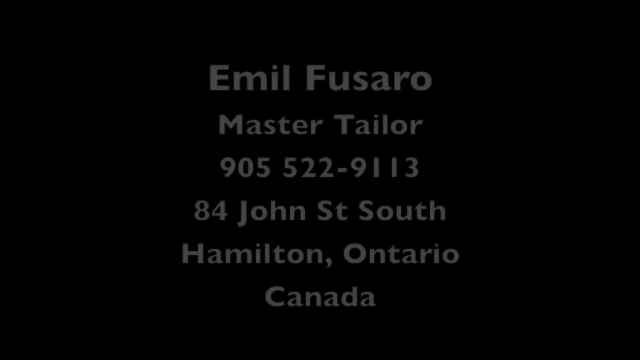 Emil Fusaro
Master Tailor
905 522-9113
84 John St South
Hamilton, Ontario
Canada